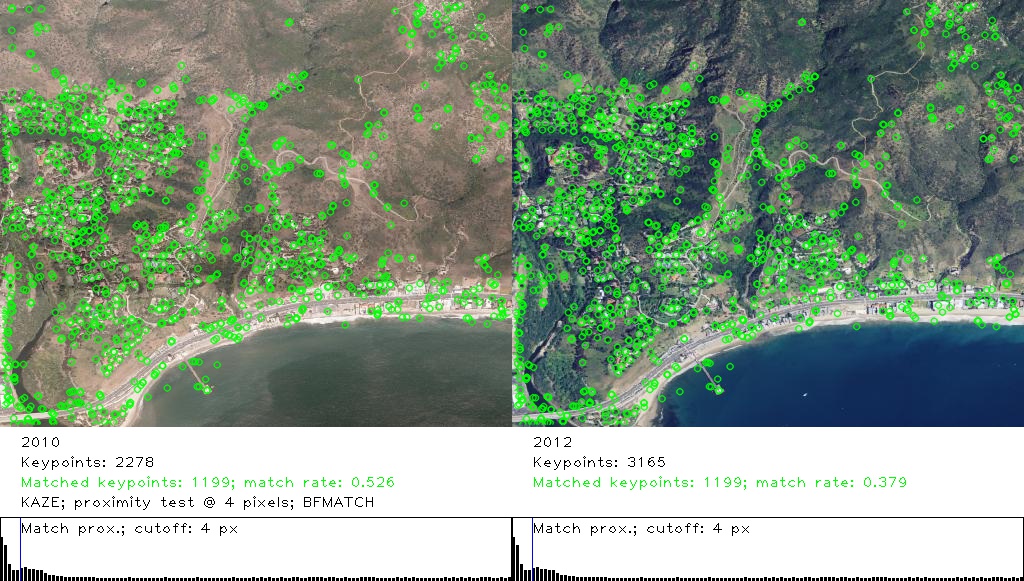 2010
Keypoints: 2278
Matched keypoints: 1199; match rate: 0.526
KAZE; proximity test @ 4 pixels; BFMATCH
Match prox.; cutoff: 4 px
2012
Keypoints: 3165
Matched keypoints: 1199; match rate: 0.379
Match prox.; cutoff: 4 px